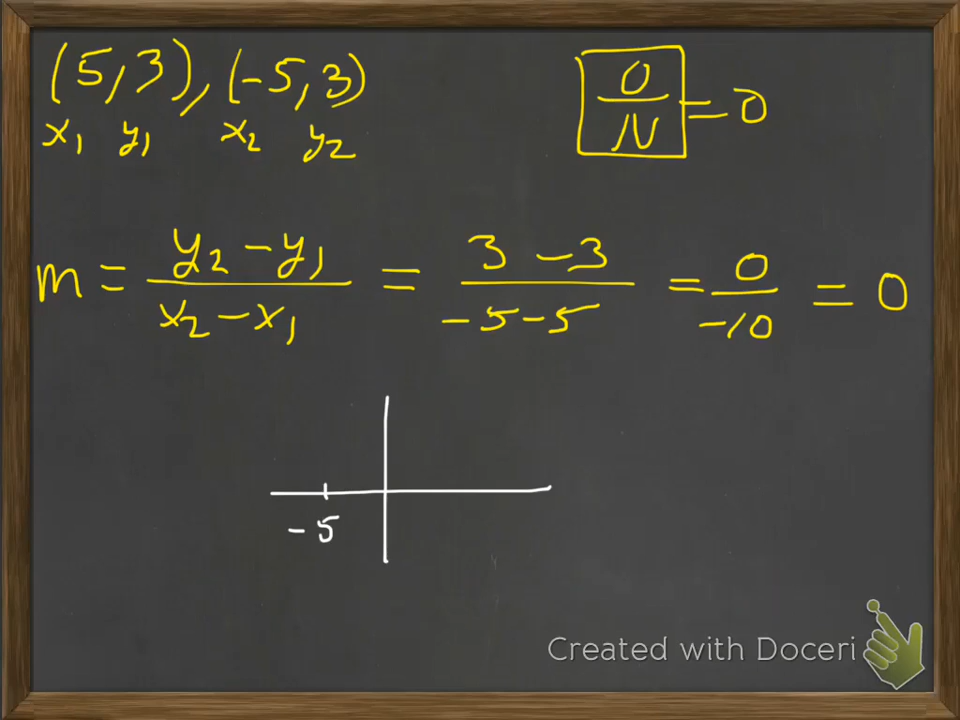 (5,3),(-5,3)
x₁ y₁ x₂ y₂
0/N = 0
m = (y₂-y₁)/(x₂-x₁) = (3-3)/(-5-5) = 0/-10 = 0
-5
Created with Doceri